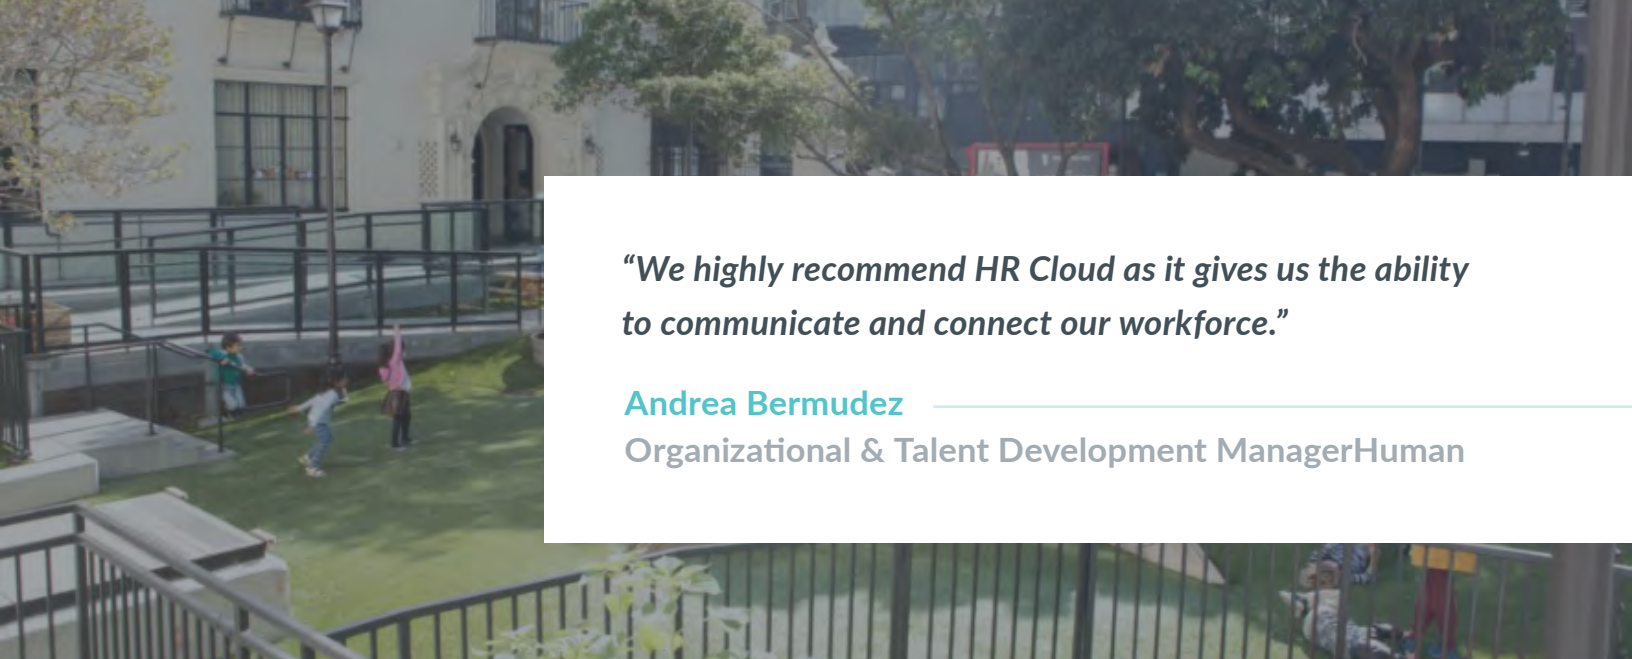 “We highly recommend HR Cloud as it gives us the ability
to communicate and connect our workforce.”
Andrea Bermudez
Organizational & Talent Development ManagerHuman